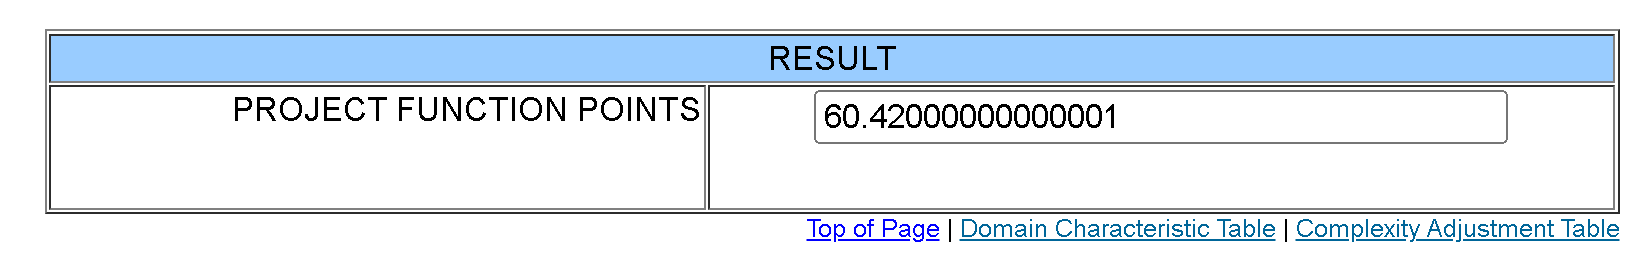 RESULT
PROJECT FUNCTION POINTS 60.42000000000001
Top of Page | Domain Characteristic Table | Complexity Adjustment Table